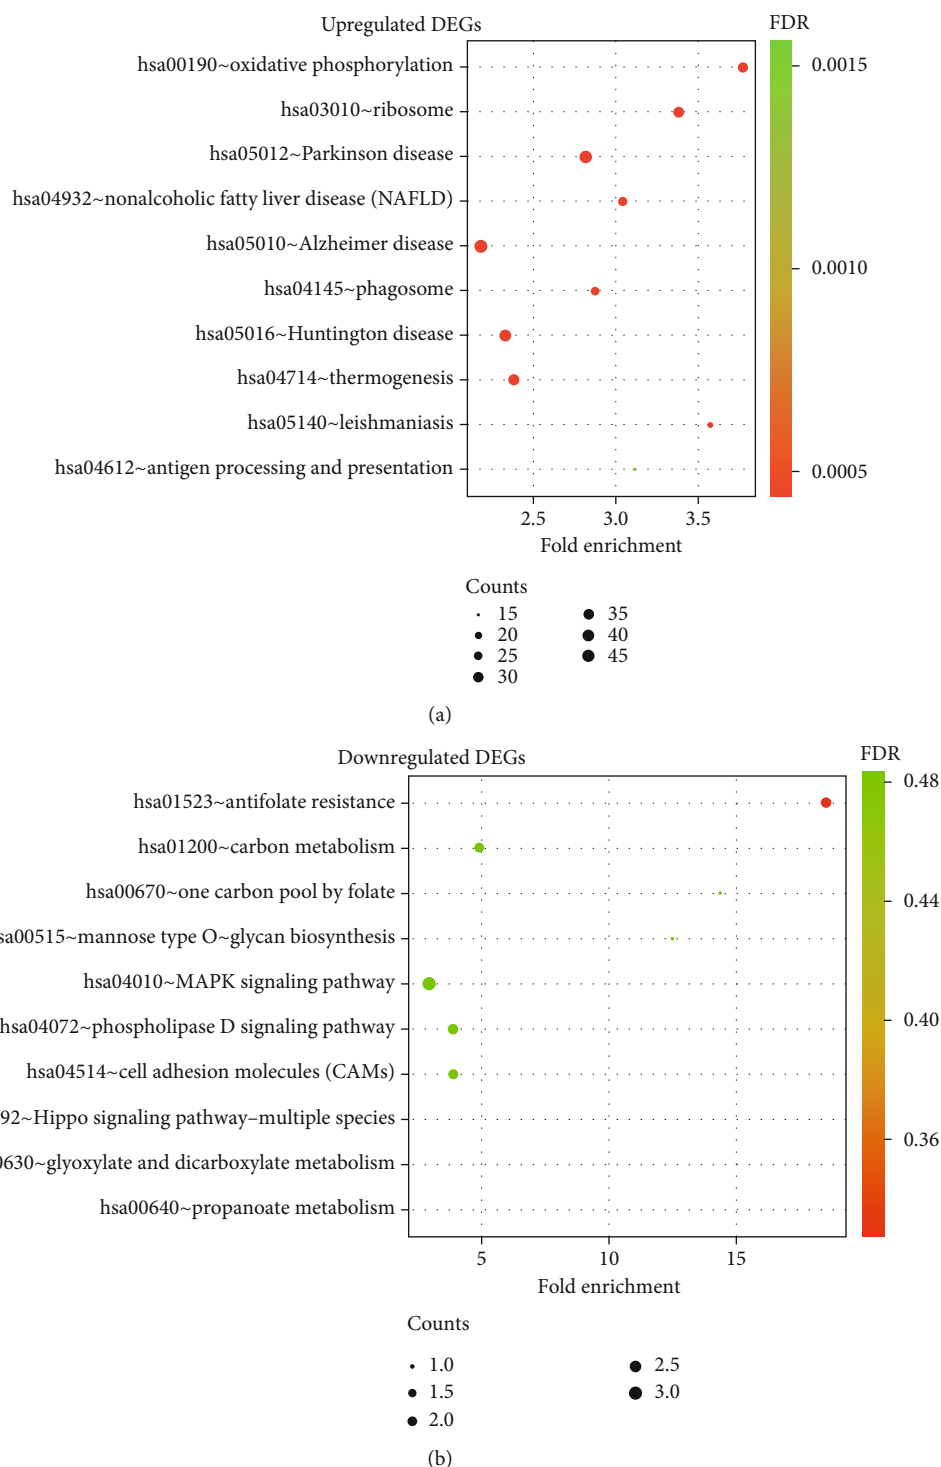 Upregulated DEGs
FDR
hsa00190~oxidative phosphorylation
hsa03010~ribosome
hsa05012~Parkinson disease
hsa04932~nonalcoholic fatty liver disease (NAFLD)
hsa05010~Alzheimer disease
hsa04145~phagosome
hsa05016~Huntington disease
hsa04714~thermogenesis
hsa05140~leishmaniasis
hsa04612~antigen processing and presentation
0.0015
0.0010
0.0005
2.5 3.0 3.5
Fold enrichment
Counts
15 35
20 40
25 45
30
(a)
Downregulated DEGs
FDR
hsa01523~antifolate resistance
hsa01200~carbon metabolism
hsa00670~one carbon pool by folate
sa00515~mannose type O~glycan biosynthesis
hsa04010~MAPK signaling pathway
hsa04072~phospholipase D signaling pathway
hsa04514~cell adhesion molecules (CAMs)
92~Hippo signaling pathway–multiple species
0630~glyoxylate and dicarboxylate metabolism
hsa00640~propanoate metabolism
0.48
0.44
0.40
0.36
5 10 15
Fold enrichment
Counts
1.0 2.5
1.5 3.0
2.0
(b)